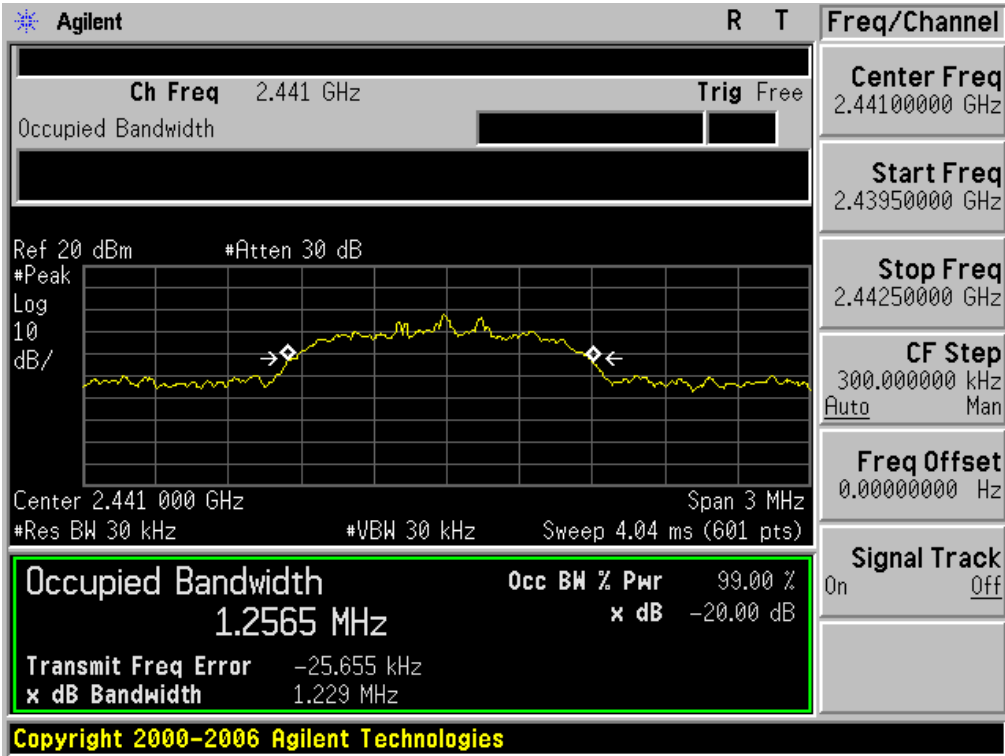 Agilent R T
Freq/Channel
Ch Freq 2.441 GHz Trig Free
Occupied Bandwidth
Ref 20 dBm #Atten 30 dB
#Peak
Log
10
dB/
Center 2.441 000 GHz Span 3 MHz
#Res BW 30 kHz #VBW 30 kHz Sweep 4.04 ms (601 pts)
Occupied Bandwidth
1.2565 MHz
Occ BW % Pwr 99.00 %
x dB -20.00 dB
Transmit Freq Error -25.655 kHz
x dB Bandwidth 1.229 MHz
Center Freq
2.44100000 GHz
Start Freq
2.43950000 GHz
Stop Freq
2.44250000 GHz
CF Step
300.000000 kHz
Auto Man
Freq Offset
0.00000000 Hz
Signal Track
On Off
Copyright 2000-2006 Agilent Technologies